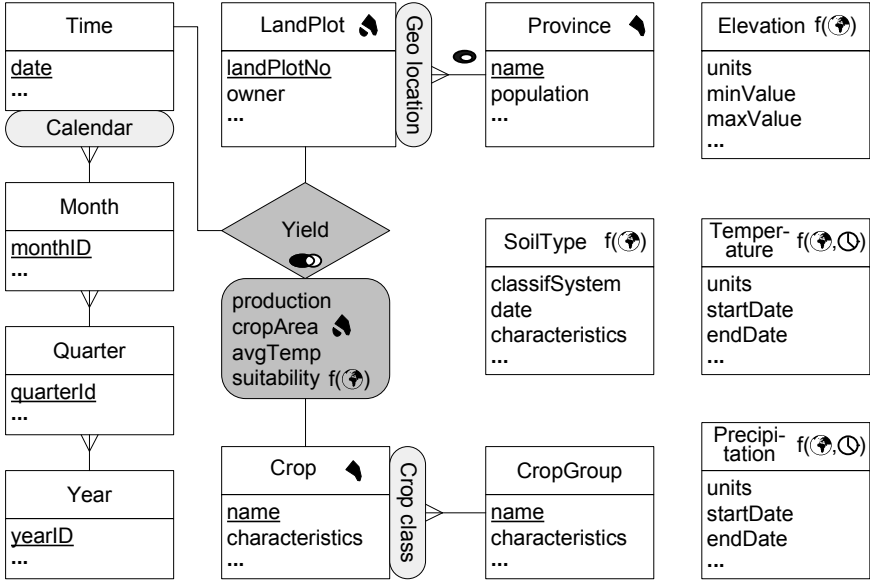 Time
date
...
Calendar
Month
monthID
...
Quarter
quarterId
...
Year
yearID
...
LandPlot
landPlotNo
owner
...
Geo location
Province
name
population
...
Elevation f( )
units
minValue
maxValue
...
Yield
production
cropArea
avgTemp
suitability f( )
SoilType f( )
classifSystem
date
characteristics
...
Temper-
ature f( , )
units
startDate
endDate
...
Crop
name
characteristics
...
Crop class
CropGroup
name
characteristics
...
Precipi-
tation f( , )
units
startDate
endDate
...